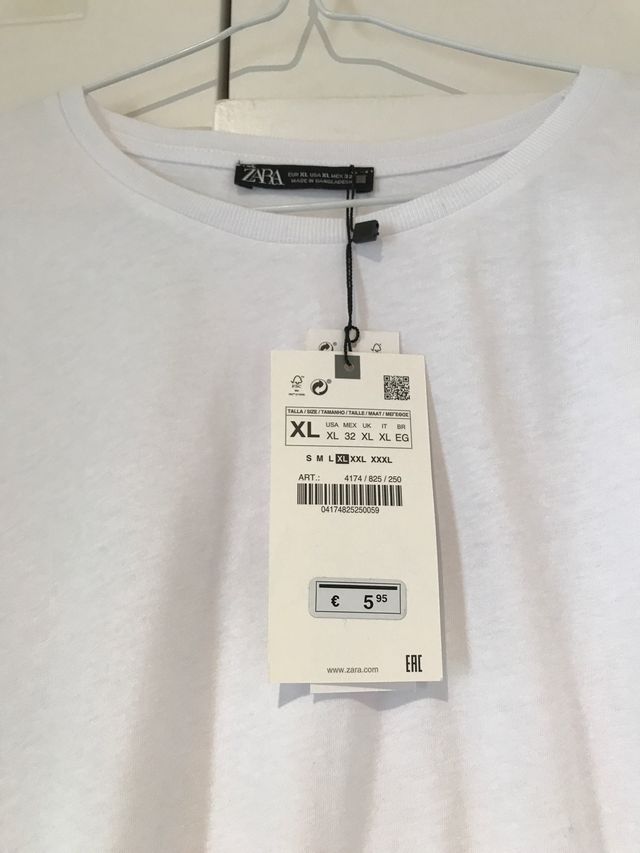 ZARA
EUR XL USA XL MEX 32
MADE IN BANGLADESH
FSC
TALLA / SIZE / TAMANHO / TAILLE / MAAT / ΜΕΓΕΘΟΣ
XL USA MEX UK IT BR
XL 32 XL XL EG
S M L XL XXL XXXL
ART.: 4174 / 825 / 250
04174825250059
€ 5 95
www.zara.com EAC